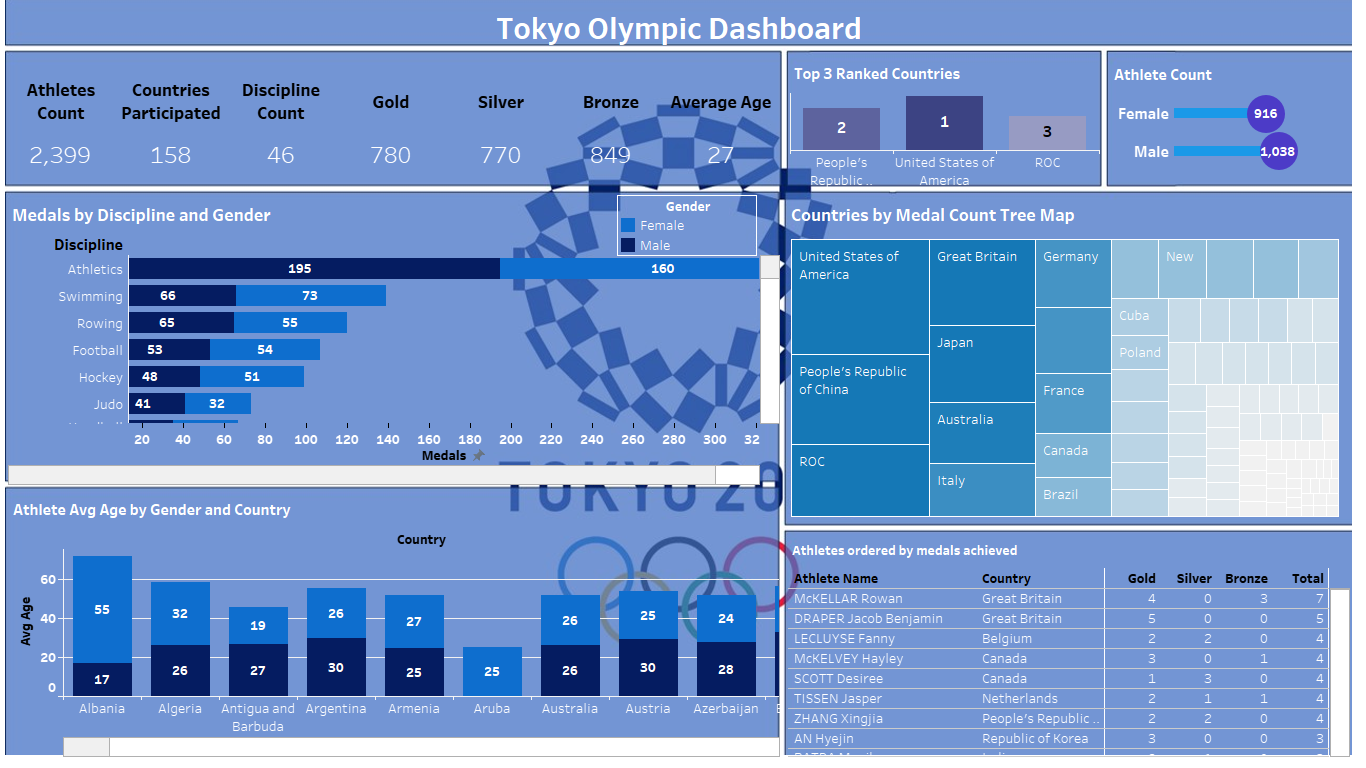 Tokyo Olympic Dashboard
Athletes Count
Countries Participated
Discipline Count
Gold
Silver
Bronze
Average Age
2,399
158
46
780
770
849
27
Top 3 Ranked Countries
2
1
3
People's Republic ..
United States of America
ROC
Athlete Count
Female
916
Male
1,038
Medals by Discipline and Gender
Gender
Female
Male
Discipline
Athletics 195 160
Swimming 66 73
Rowing 65 55
Football 53 54
Hockey 48 51
Judo 41 32
20 40 60 80 100 120 140 160 180 200 220 240 260 280 300 32
Medals
TOKYO 20
Countries by Medal Count Tree Map
United States of America
People's Republic of China
ROC
Great Britain
Japan
Australia
Italy
Germany
France
Canada
Brazil
New
Cuba
Poland
Athlete Avg Age by Gender and Country
Country
Avg Age
60
40
20
0
55 32 19 26 27 26 25 24
17 26 27 30 25 25 26 30 28
Albania
Algeria
Antigua and Barbuda
Argentina
Armenia
Aruba
Australia
Austria
Azerbaijan
Athletes ordered by medals achieved
Athlete Name Country Gold Silver Bronze Total
McKELLAR Rowan Great Britain 4 0 3 7
DRAPER Jacob Benjamin Great Britain 5 0 0 5
LECLUYSE Fanny Belgium 2 2 0 4
McKELVEY Hayley Canada 3 0 1 4
SCOTT Desiree Canada 1 3 0 4
TISSEN Jasper Netherlands 2 1 1 4
ZHANG Xingjia People's Republic .. 2 2 0 4
AN Hyejin Republic of Korea 3 0 0 3